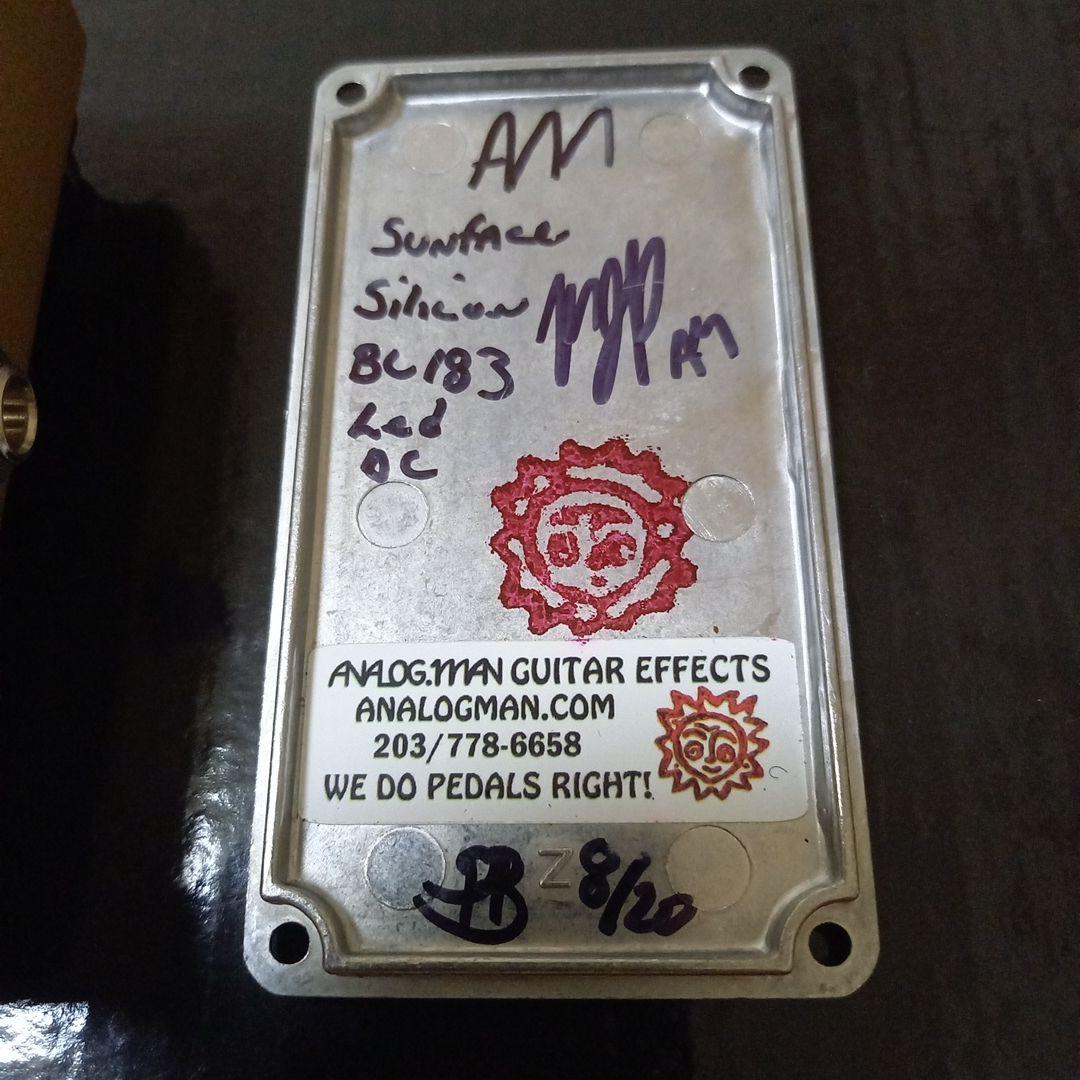 AM
Sunface
Silicon
BC183
AM
Led
DC
ANALOG.MAN GUITAR EFFECTS
ANALOGMAN.COM
203/778-6658
WE DO PEDALS RIGHT!
Z 8/20